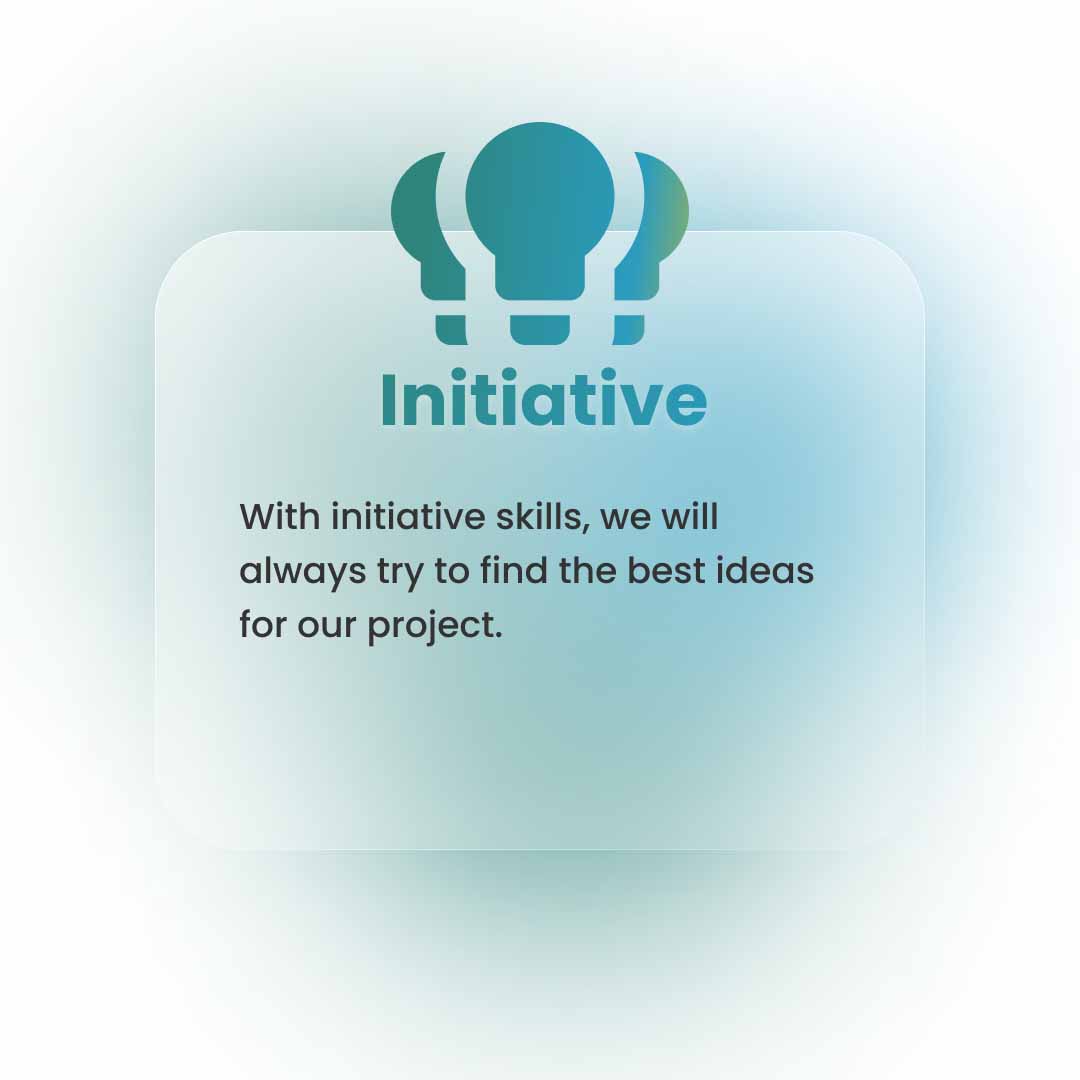 Initiative
With initiative skills, we will
always try to find the best ideas
for our project.